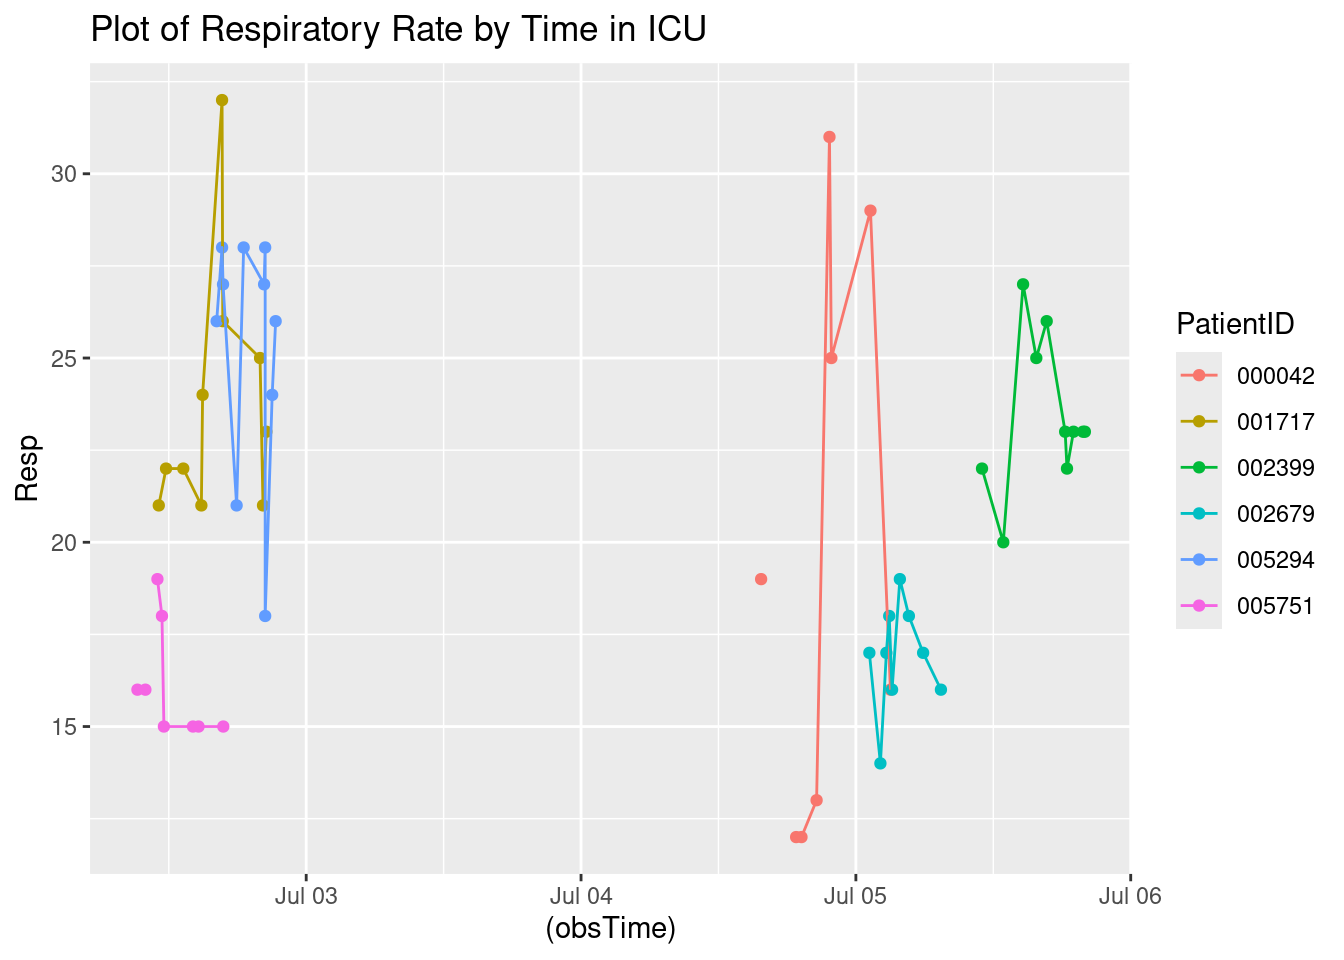 Plot of Respiratory Rate by Time in ICU
Resp
30
25
20
15
Jul 03
Jul 04
Jul 05
Jul 06
(obsTime)
PatientID
000042
001717
002399
002679
005294
005751